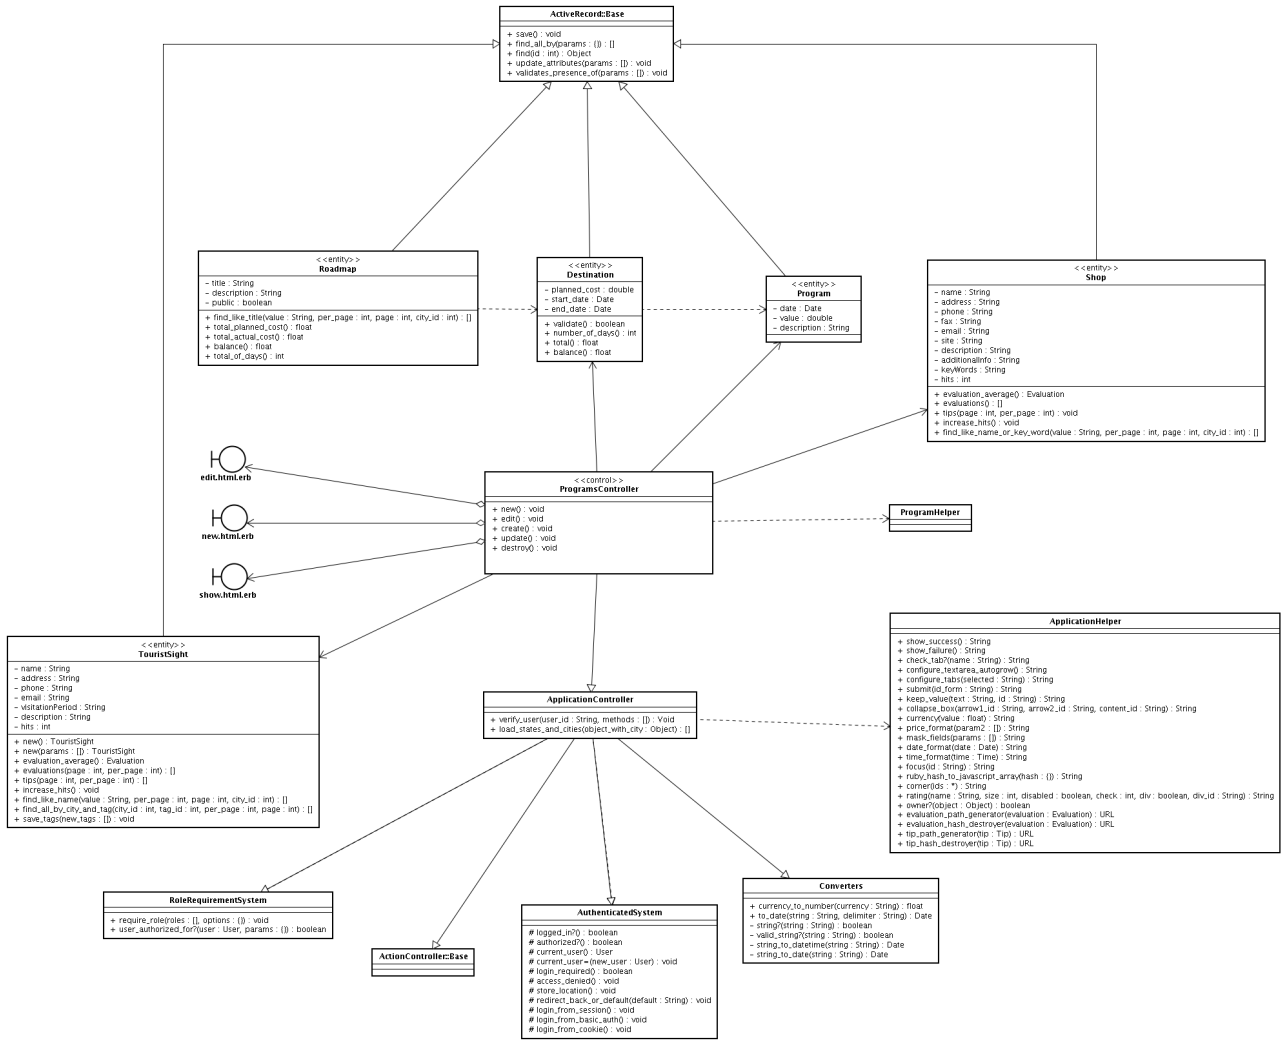 ActiveRecord::Base
+ save() : void
+ find_all_by(params : {}) : []
+ find(id : int) : Object
+ update_attributes(params : []) : void
+ validates_presence_of(params : []) : void
<<entity>>
Roadmap
- title : String
- description : String
- public : boolean
+ find_like_title(value : String, per_page : int, page : int, city_id : int) : []
+ total_planned_cost() : float
+ total_actual_cost() : float
+ balance() : float
+ total_of_days() : int
<<entity>>
Destination
- planned_cost : double
- start_date : Date
- end_date : Date
+ validate() : boolean
+ number_of_days() : int
+ total() : float
+ balance() : float
<<entity>>
Program
- date : Date
- value : double
- description : String
<<entity>>
Shop
- name : String
- address : String
- phone : String
- fax : String
- email : String
- site : String
- description : String
- additionalInfo : String
- keyWords : String
- hits : int
+ evaluation_average() : Evaluation
+ evaluations() : []
+ tips(page : int, per_page : int) : void
+ increase_hits() : void
+ find_like_name_or_key_word(value : String, per_page : int, page : int, city_id : int) : []
edit.html.erb
new.html.erb
show.html.erb
<<control>>
ProgramsController
+ new() : void
+ edit() : void
+ create() : void
+ update() : void
+ destroy() : void
ProgramHelper
<<entity>>
TouristSight
- name : String
- address : String
- phone : String
- email : String
- visitationPeriod : String
- description : String
- hits : int
+ new() : TouristSight
+ new(params : []) : TouristSight
+ evaluation_average() : Evaluation
+ evaluations(page : int, per_page : int) : []
+ tips(page : int, per_page : int) : []
+ increase_hits() : void
+ find_like_name(value : String, per_page : int, page : int, city_id : int) : []
+ find_all_by_city_and_tag(city_id : int, tag_id : int, per_page : int, page : int) : []
+ save_tags(new_tags : []) : void
ApplicationController
+ verify_user(user_id : String, methods : []) : Void
+ load_states_and_cities(object_with_city : Object) : []
ApplicationHelper
+ show_success() : String
+ show_failure() : String
+ check_tab?(name : String) : String
+ configure_textarea_autogrow() : String
+ configure_tabs(selected : String) : String
+ submit(id_form : String) : String
+ keep_value(text : String, id : String) : String
+ collapse_box(arrow1_id : String, arrow2_id : String, content_id : String) : String
+ currency(value : float) : String
+ price_format(param2 : []) : String
+ mask_fields(params : []) : String
+ date_format(date : Date) : String
+ time_format(time : Time) : String
+ focus(id : String) : String
+ ruby_hash_to_javascript_array(hash : {}) : String
+ corner(ids : *) : String
+ rating(name : String, size : int, disabled : boolean, check : int, div : boolean, div_id : String) : String
+ owner?(object : Object) : boolean
+ evaluation_path_generator(evaluation : Evaluation) : URL
+ evaluation_hash_destroyer(evaluation : Evaluation) : URL
+ tip_path_generator(tip : Tip) : URL
+ tip_hash_destroyer(tip : Tip) : URL
RoleRequirementSystem
+ require_role(roles : [], options : {}) : void
+ user_authorized_for?(user : User, params : {}) : boolean
ActionController::Base
AuthenticatedSystem
# logged_in?() : boolean
# authorized?() : boolean
# current_user() : User
# current_user=(new_user : User) : void
# login_required() : boolean
# access_denied() : void
# store_location() : void
# redirect_back_or_default(default : String) : void
# login_from_session() : void
# login_from_basic_auth() : void
# login_from_cookie() : void
Converters
+ currency_to_number(currency : String) : float
+ to_date(string : String, delimiter : String) : Date
- string?(string : String) : boolean
- valid_string?(string : String) : boolean
- string_to_datetime(string : String) : Date
- string_to_date(string : String) : Date